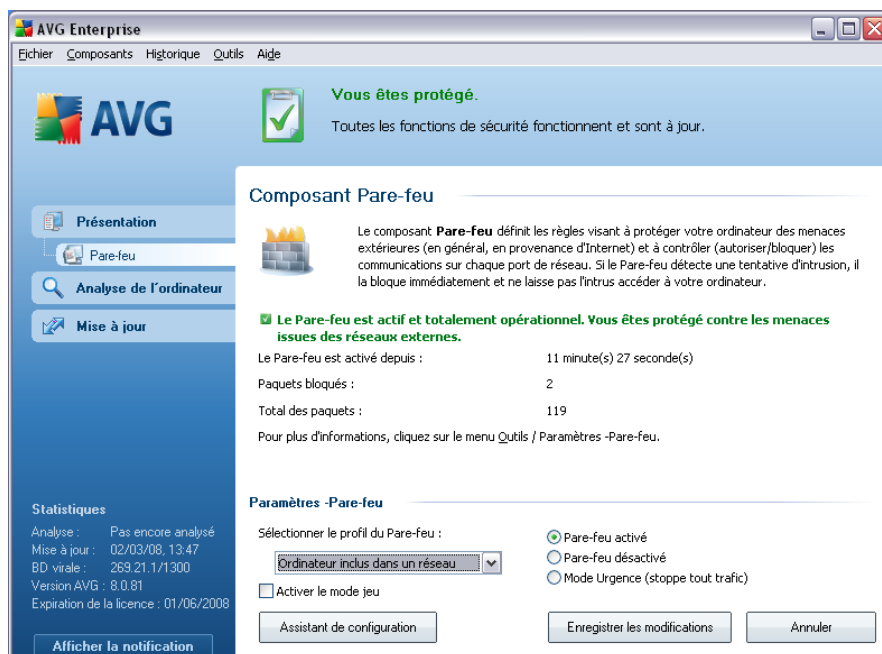 AVG Enterprise
Fichier Composants Historique Outils Aide
AVG
Vous êtes protégé.
Toutes les fonctions de sécurité fonctionnent et sont à jour.
Présentation
Pare-feu
Analyse de l'ordinateur
Mise à jour
Composant Pare-feu
Le composant Pare-feu définit les règles visant à protéger votre ordinateur des menaces
extérieures (en général, en provenance d'Internet) et à contrôler (autoriser/bloquer) les
communications sur chaque port de réseau. Si le Pare-feu détecte une tentative d'intrusion, il
la bloque immédiatement et ne laisse pas l'intrus accéder à votre ordinateur.
Le Pare-feu est actif et totalement opérationnel. Vous êtes protégé contre les menaces
issues des réseaux externes.
Le Pare-feu est activé depuis : 11 minute(s) 27 seconde(s)
Paquets bloqués : 2
Total des paquets : 119
Pour plus d'informations, cliquez sur le menu Outils / Paramètres -Pare-feu.
Statistiques
Analyse : Pas encore analysé
Mise à jour : 02/03/08, 13:47
BD virale : 269.21.1/1300
Version AVG : 8.0.81
Expiration de la licence : 01/06/2008
Afficher la notification
Paramètres -Pare-feu
Sélectionner le profil du Pare-feu :
Ordinateur inclus dans un réseau
Activer le mode jeu
Pare-feu activé
Pare-feu désactivé
Mode Urgence (stoppe tout trafic)
Assistant de configuration
Enregistrer les modifications
Annuler